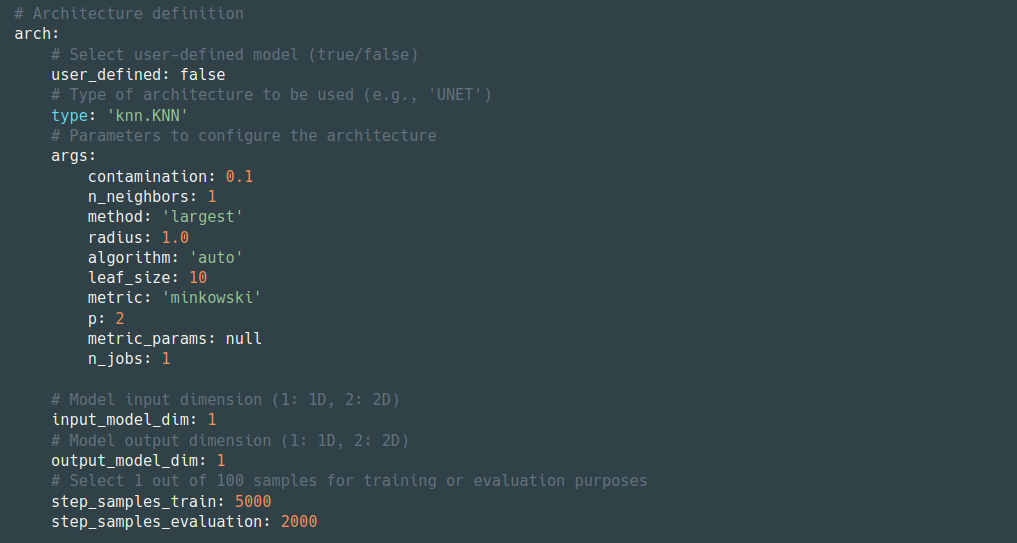 # Architecture definition
arch:
    # Select user-defined model (true/false)
    user_defined: false
    # Type of architecture to be used (e.g., 'UNET')
    type: 'knn.KNN'
    # Parameters to configure the architecture
    args:
        contamination: 0.1
        n_neighbors: 1
        method: 'largest'
        radius: 1.0
        algorithm: 'auto'
        leaf_size: 10
        metric: 'minkowski'
        p: 2
        metric_params: null
        n_jobs: 1

    # Model input dimension (1: 1D, 2: 2D)
    input_model_dim: 1
    # Model output dimension (1: 1D, 2: 2D)
    output_model_dim: 1
    # Select 1 out of 100 samples for training or evaluation purposes
    step_samples_train: 5000
    step_samples_evaluation: 2000